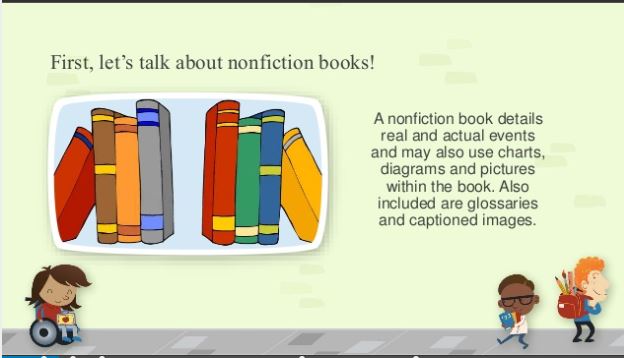 First, let's talk about nonfiction books!
A nonfiction book details
real and actual events
and may also use charts,
diagrams and pictures
within the book. Also
included are glossaries
and captioned images.